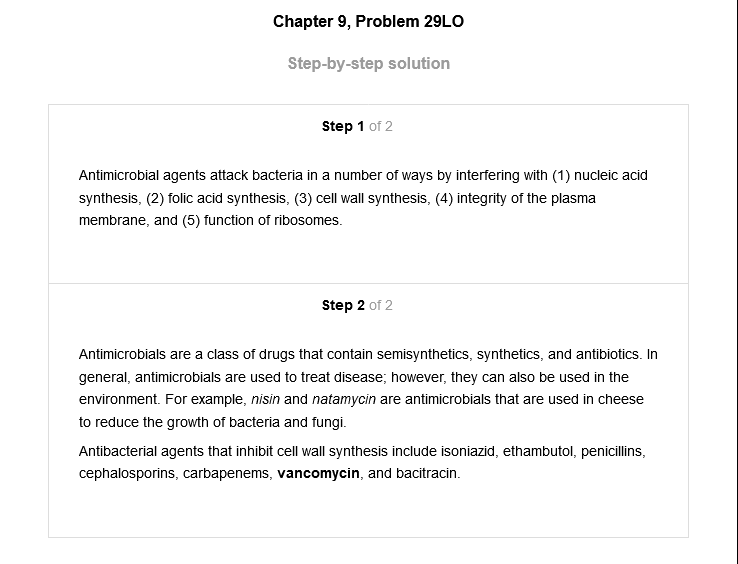 Chapter 9, Problem 29LO
Step-by-step solution
Step 1 of 2
Antimicrobial agents attack bacteria in a number of ways by interfering with (1) nucleic acid
synthesis, (2) folic acid synthesis, (3) cell wall synthesis, (4) integrity of the plasma
membrane, and (5) function of ribosomes.
Step 2 of 2
Antimicrobials are a class of drugs that contain semisynthetics, synthetics, and antibiotics. In
general, antimicrobials are used to treat disease; however, they can also be used in the
environment. For example, nisin and natamycin are antimicrobials that are used in cheese
to reduce the growth of bacteria and fungi.
Antibacterial agents that inhibit cell wall synthesis include isoniazid, ethambutol, penicillins,
cephalosporins, carbapenems, vancomycin, and bacitracin.